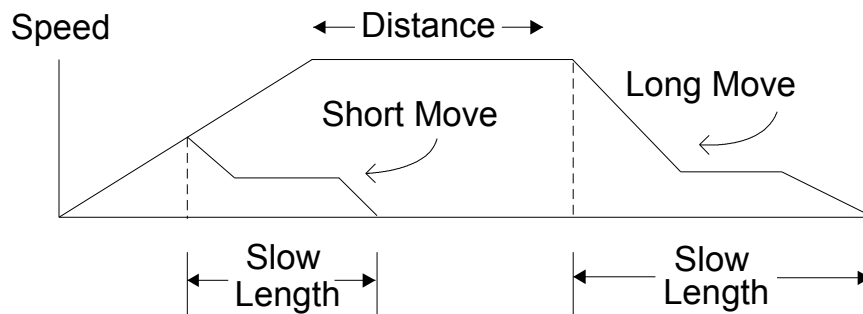 Speed
Distance
Long Move
Short Move
Slow
Length
Slow
Length